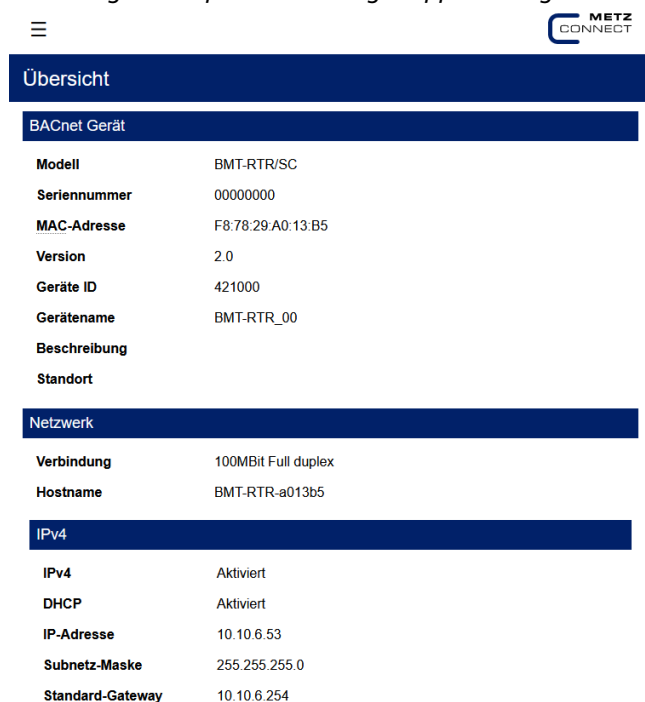 ☰
METZ
CONNECT
Übersicht
BACnet Gerät
Modell BMT-RTR/SC
Seriennummer 00000000
MAC-Adresse F8:78:29:A0:13:B5
Version 2.0
Geräte ID 421000
Gerätename BMT-RTR_00
Beschreibung
Standort
Netzwerk
Verbindung 100MBit Full duplex
Hostname BMT-RTR-a013b5
IPv4
IPv4 Aktiviert
DHCP Aktiviert
IP-Adresse 10.10.6.53
Subnetz-Maske 255.255.255.0
Standard-Gateway 10.10.6.254